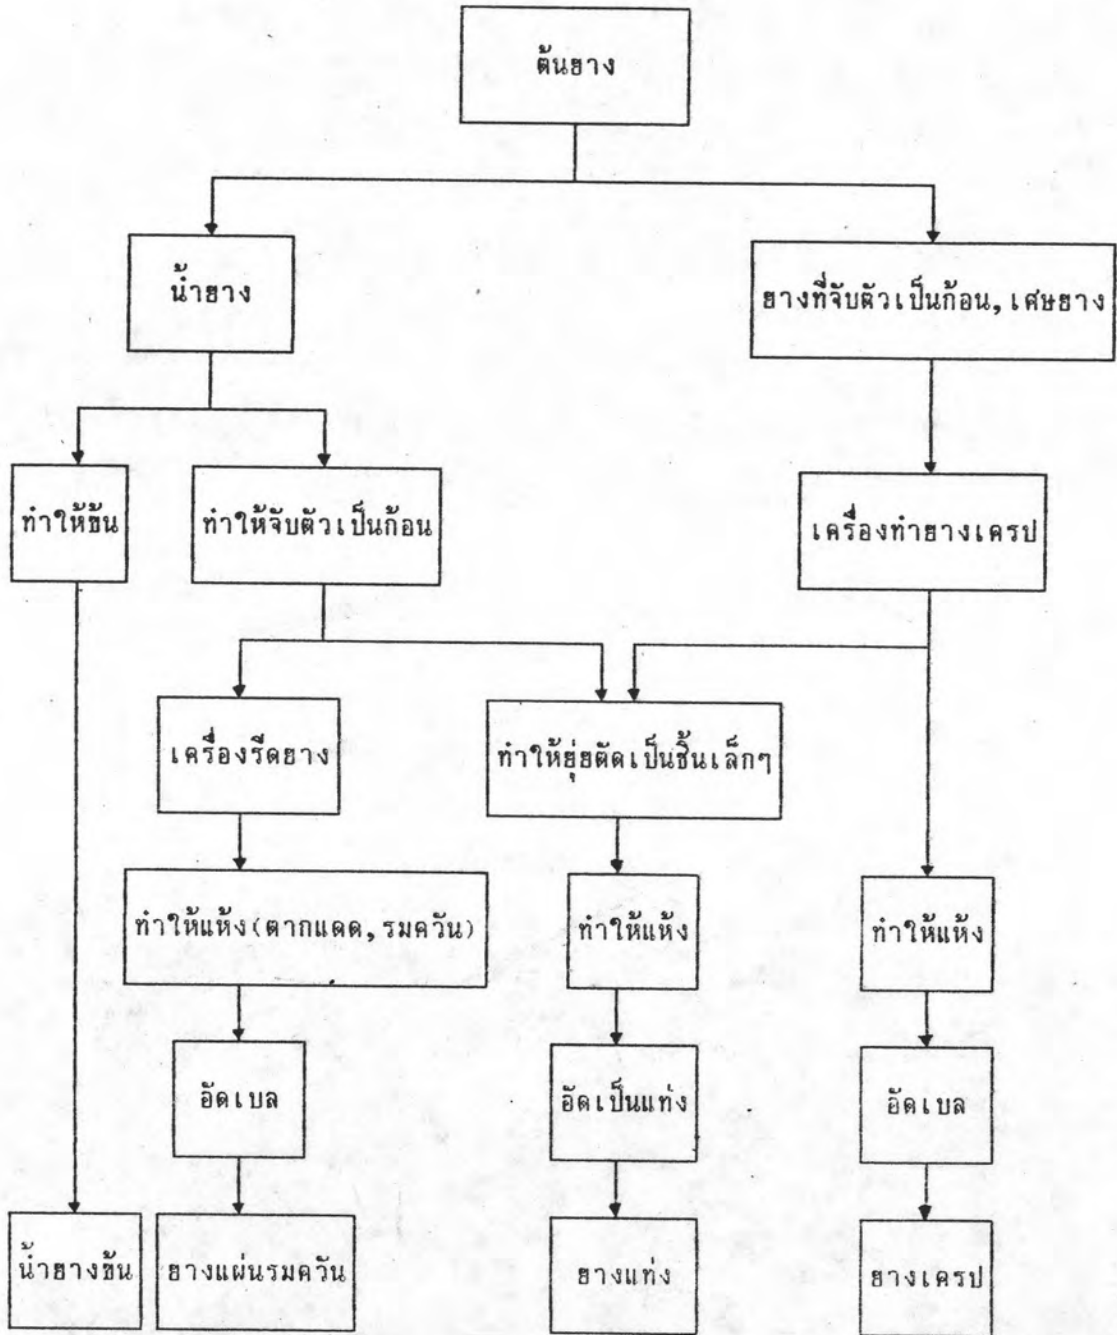 ต้นยาง
น้ำยาง
ยางที่จับตัวเป็นก้อน,เศษยาง
ทำให้ข้น
ทำให้จับตัวเป็นก้อน
เครื่องทำยางเครป
เครื่องรีดยาง
ทำให้ยุ่ยตัดเป็นชิ้นเล็กๆ
ทำให้แห้ง(ตากแดด,รมควัน)
ทำให้แห้ง
ทำให้แห้ง
อัดเบล
อัดเป็นแท่ง
อัดเบล
น้ำยางข้น
ยางแผ่นรมควัน
ยางแท่ง
ยางเครป